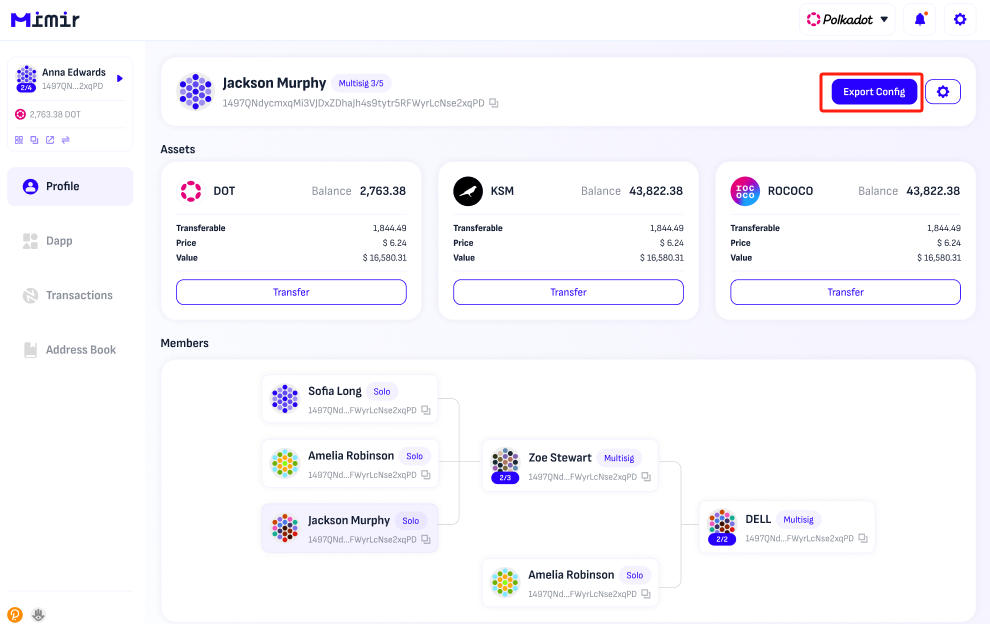 Mimir
Polkadot
Anna Edwards
1497QN...2xqPD
2/4
2,763.38 DOT
Profile
Dapp
Transactions
Address Book
Jackson Murphy Multisig 3/5
1497QNdycmxqMi3VJDxZDhaJh4s9tytr5RFWyrLcNse2xqPD
Export Config
Assets
DOT Balance 2,763.38
Transferable 1,844.49
Price $ 6.24
Value $ 16,580.31
Transfer
KSM Balance 43,822.38
Transferable 1,844.49
Price $ 6.24
Value $ 16,580.31
Transfer
ROC OCO ROCOCO Balance 43,822.38
Transferable 1,844.49
Price $ 6.24
Value $ 16,580.31
Transfer
Members
Sofia Long Solo
1497QNd...FWyrLcNse2xqPD
Amelia Robinson Solo
1497QNd...FWyrLcNse2xqPD
Jackson Murphy Solo
1497QNd...FWyrLcNse2xqPD
Zoe Stewart Multisig
2/3 1497QNd...FWyrLcNse2xqPD
Amelia Robinson Solo
1497QNd...FWyrLcNse2xqPD
DELL Multisig
2/2 1497QNd...FWyrLcNse2xqPD